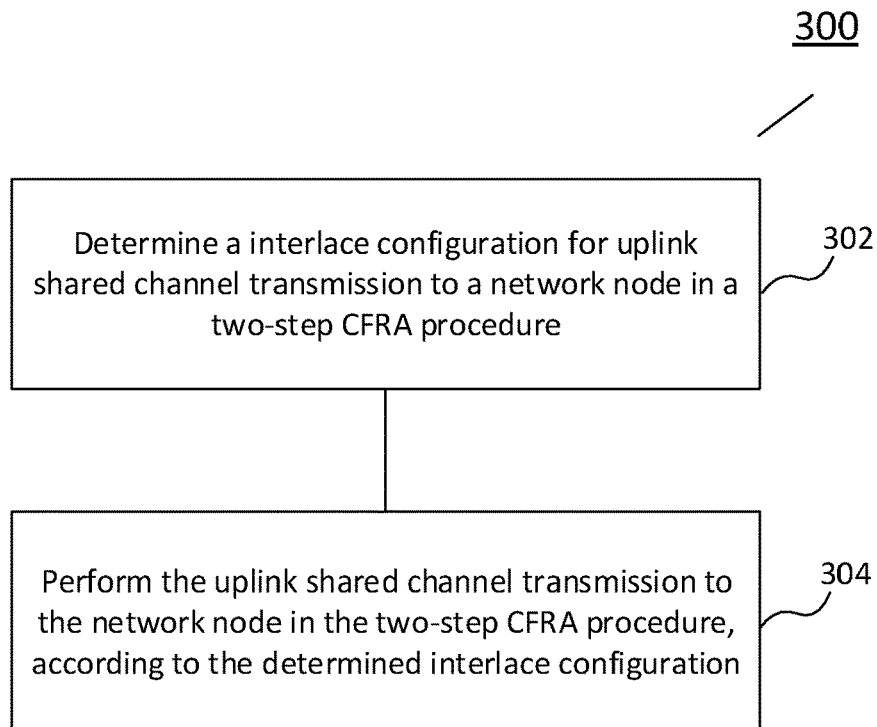 300
Determine a interlace configuration for uplink
shared channel transmission to a network node in a
two-step CFRA procedure
302
Perform the uplink shared channel transmission to
the network node in the two-step CFRA procedure,
according to the determined interlace configuration
304